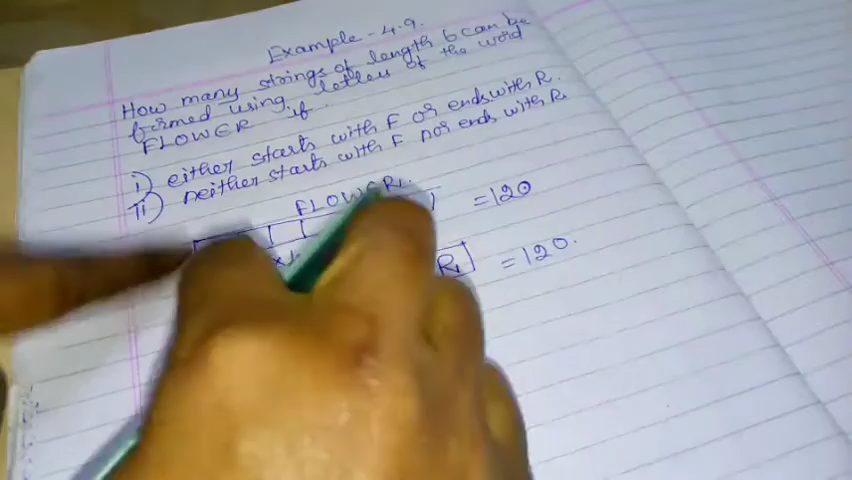 Example - 4.9.
How many strings of length 6 can be
formed using letters of the word
FLOWER if.
i) either starts with F or ends with R.
ii) neither starts with F nor ends with R
FLOWER.
=120
R =120.